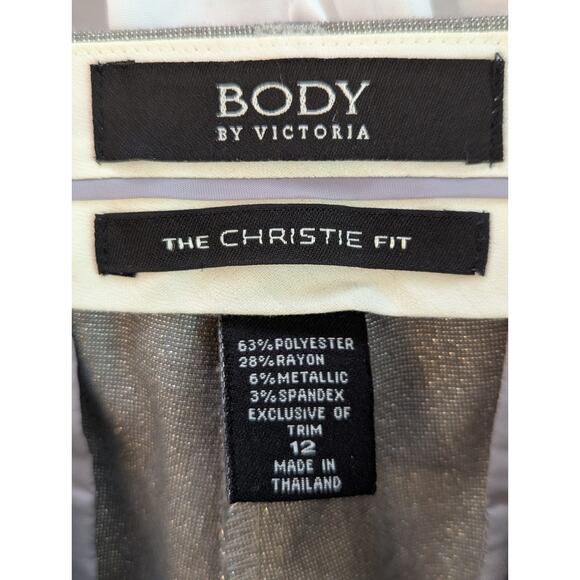 BODY
BY VICTORIA
THE CHRISTIE FIT
63% POLYESTER
28% RAYON
6% METALLIC
3% SPANDEX
EXCLUSIVE OF
TRIM
12
MADE IN
THAILAND